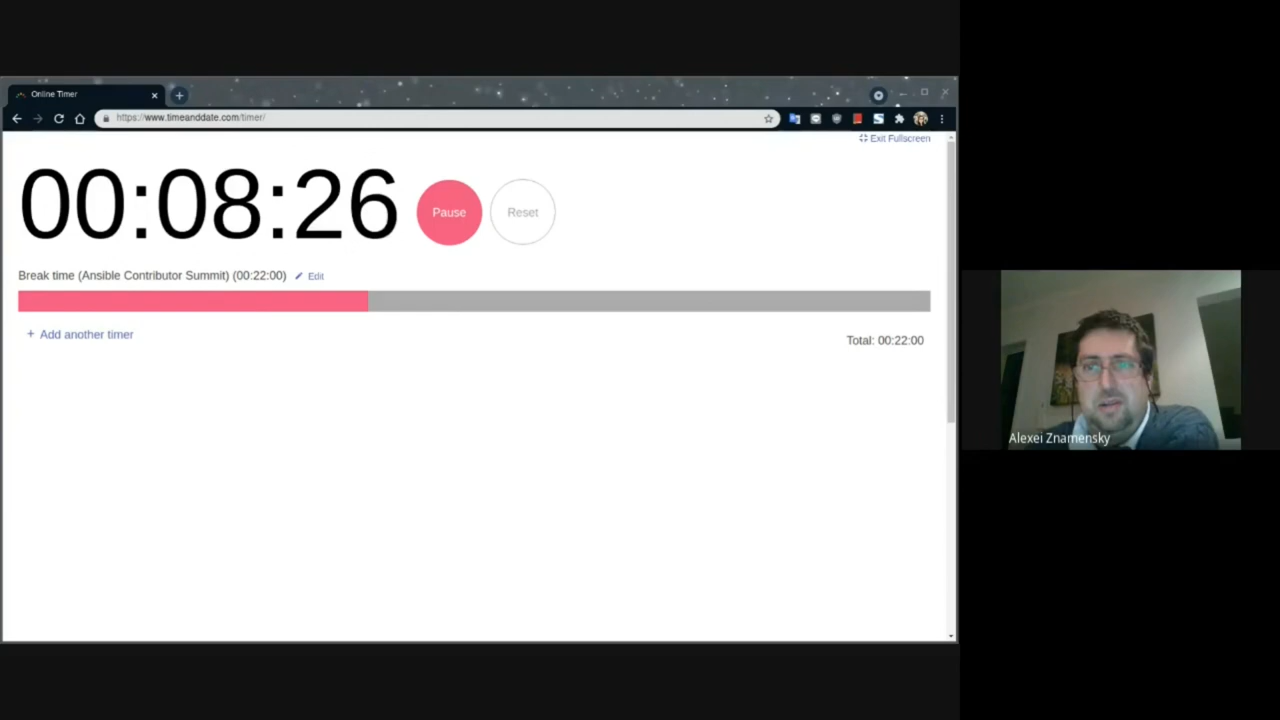 Online Timer
https://www.timeanddate.com/timer/
Exit Fullscreen
00:08:26
Pause
Reset
Break time (Ansible Contributor Summit) (00:22:00)
Edit
+ Add another timer
Total: 00:22:00
Alexei Znamensky